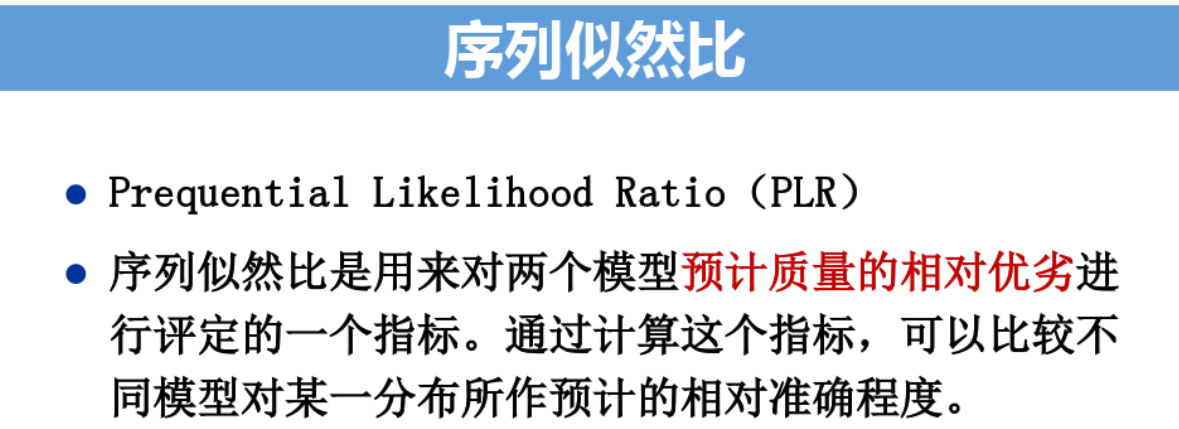 序列似然比
● Prequential Likelihood Ratio（PLR）
● 序列似然比是用来对两个模型预计质量的相对优劣进
行评定的一个指标。通过计算这个指标，可以比较不
同模型对某一分布所作预计的相对准确程度。